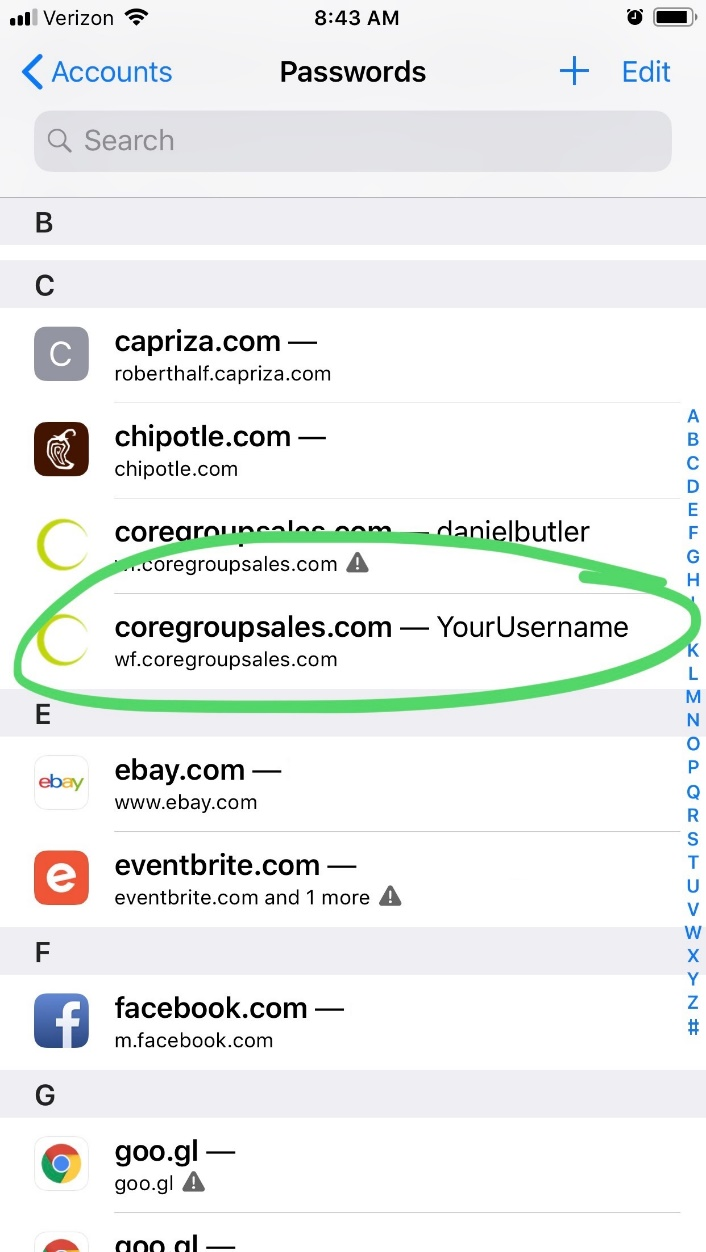 Verizon 8:43 AM
Accounts Passwords + Edit
Search
B
C
C capriza.com —
roberthalf.capriza.com
chipotle.com —
chipotle.com
coregroupsales.com — danielbutler
wf.coregroupsales.com
coregroupsales.com — YourUsername
wf.coregroupsales.com
E
ebay ebay.com —
www.ebay.com
e eventbrite.com —
eventbrite.com and 1 more
F
f facebook.com —
m.facebook.com
G
goo.gl —
goo.gl
goo.gl —
A
B
C
D
E
F
G
H
K
L
M
N
O
P
Q
R
S
T
U
V
W
X
Y
Z
#